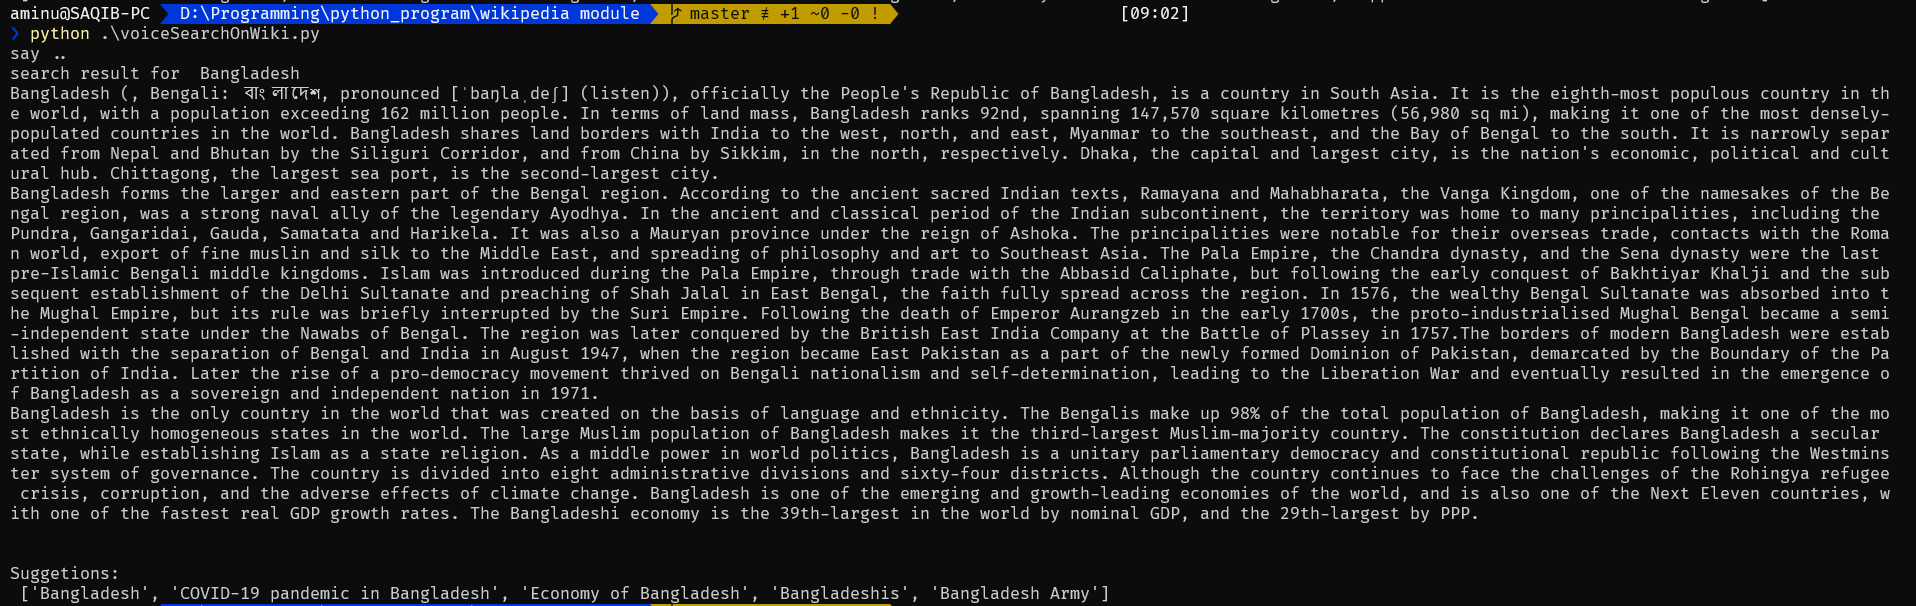 aminu@SAQIB-PC  D:\Programming\python_program\wikipedia module  master ≢ +1 ~0 -0 !  [09:02]
❯ python .\voiceSearchOnWiki.py
say ..
search result for  Bangladesh
Bangladesh (, Bengali: বাংলাদেশ, pronounced [ˈbaŋlaˌdeʃ] (listen)), officially the People's Republic of Bangladesh, is a country in South Asia. It is the eighth-most populous country in th
e world, with a population exceeding 162 million people. In terms of land mass, Bangladesh ranks 92nd, spanning 147,570 square kilometres (56,980 sq mi), making it one of the most densely-
populated countries in the world. Bangladesh shares land borders with India to the west, north, and east, Myanmar to the southeast, and the Bay of Bengal to the south. It is narrowly separ
ated from Nepal and Bhutan by the Siliguri Corridor, and from China by Sikkim, in the north, respectively. Dhaka, the capital and largest city, is the nation's economic, political and cult
ural hub. Chittagong, the largest sea port, is the second-largest city.
Bangladesh forms the larger and eastern part of the Bengal region. According to the ancient sacred Indian texts, Ramayana and Mahabharata, the Vanga Kingdom, one of the namesakes of the Be
ngal region, was a strong naval ally of the legendary Ayodhya. In the ancient and classical period of the Indian subcontinent, the territory was home to many principalities, including the
Pundra, Gangaridai, Gauda, Samatata and Harikela. It was also a Mauryan province under the reign of Ashoka. The principalities were notable for their overseas trade, contacts with the Roma
n world, export of fine muslin and silk to the Middle East, and spreading of philosophy and art to Southeast Asia. The Pala Empire, the Chandra dynasty, and the Sena dynasty were the last
pre-Islamic Bengali middle kingdoms. Islam was introduced during the Pala Empire, through trade with the Abbasid Caliphate, but following the early conquest of Bakhtiyar Khalji and the sub
sequent establishment of the Delhi Sultanate and preaching of Shah Jalal in East Bengal, the faith fully spread across the region. In 1576, the wealthy Bengal Sultanate was absorbed into t
he Mughal Empire, but its rule was briefly interrupted by the Suri Empire. Following the death of Emperor Aurangzeb in the early 1700s, the proto-industrialised Mughal Bengal became a semi
-independent state under the Nawabs of Bengal. The region was later conquered by the British East India Company at the Battle of Plassey in 1757.The borders of modern Bangladesh were estab
lished with the separation of Bengal and India in August 1947, when the region became East Pakistan as a part of the newly formed Dominion of Pakistan, demarcated by the Boundary of the Pa
rtition of India. Later the rise of a pro-democracy movement thrived on Bengali nationalism and self-determination, leading to the Liberation War and eventually resulted in the emergence o
f Bangladesh as a sovereign and independent nation in 1971.
Bangladesh is the only country in the world that was created on the basis of language and ethnicity. The Bengalis make up 98% of the total population of Bangladesh, making it one of the mo
st ethnically homogeneous states in the world. The large Muslim population of Bangladesh makes it the third-largest Muslim-majority country. The constitution declares Bangladesh a secular
state, while establishing Islam as a state religion. As a middle power in world politics, Bangladesh is a unitary parliamentary democracy and constitutional republic following the Westmins
ter system of governance. The country is divided into eight administrative divisions and sixty-four districts. Although the country continues to face the challenges of the Rohingya refugee
 crisis, corruption, and the adverse effects of climate change. Bangladesh is one of the emerging and growth-leading economies of the world, and is also one of the Next Eleven countries, w
ith one of the fastest real GDP growth rates. The Bangladeshi economy is the 39th-largest in the world by nominal GDP, and the 29th-largest by PPP.
Suggetions:
 ['Bangladesh', 'COVID-19 pandemic in Bangladesh', 'Economy of Bangladesh', 'Bangladeshis', 'Bangladesh Army']